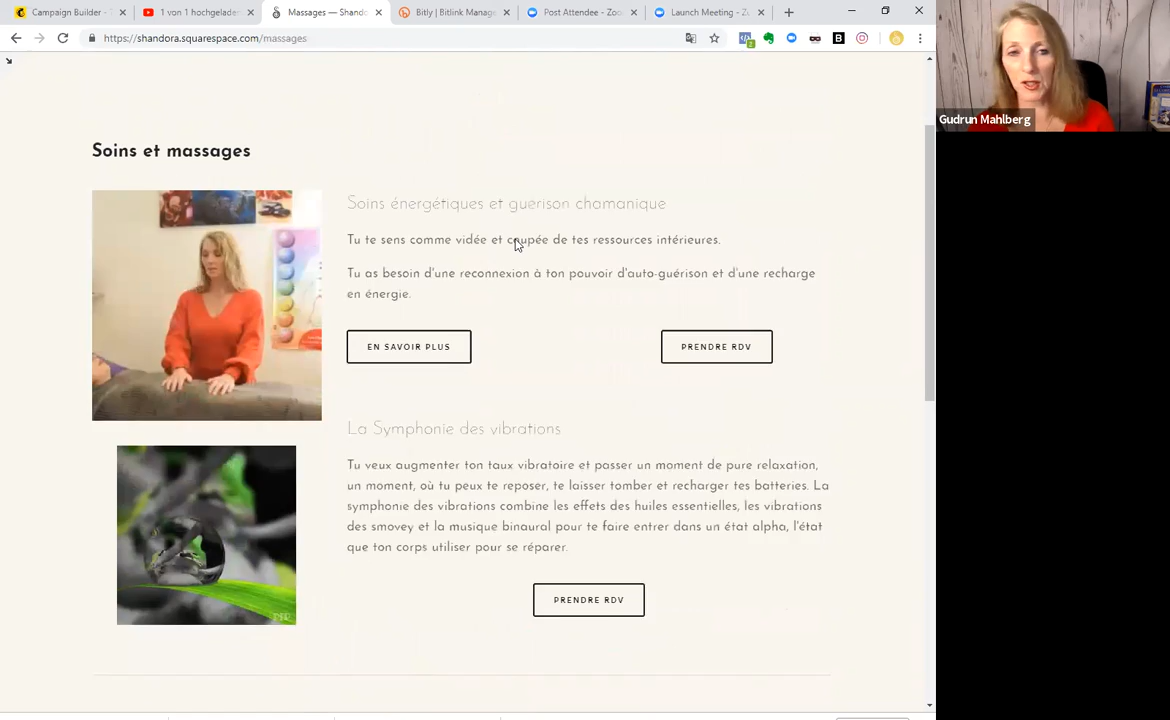 Campaign Builder -
1 von 1 hochgelade
Massages — Shando
Bitly | Bitlink Manag
Post Attendee - Zoo
Launch Meeting - Z
https://shandora.squarespace.com/massages
2
B
Gudrun Mahlberg
Soins et massages
Soins énergétiques et guerison chamanique
Tu te sens comme vidée et coupée de tes ressources intérieures.
Tu as besoin d'une reconnexion à ton pouvoir d'auto-guérison et d'une recharge
en énergie.
EN SAVOIR PLUS
PRENDRE RDV
La Symphonie des vibrations
Tu veux augmenter ton taux vibratoire et passer un moment de pure relaxation,
un moment, où tu peux te reposer, te laisser tomber et recharger tes batteries. La
symphonie des vibrations combine les effets des huiles essentielles, les vibrations
des smovey et la musique binaural pour te faire entrer dans un état alpha, l'état
que ton corps utiliser pour se réparer.
PRENDRE RDV